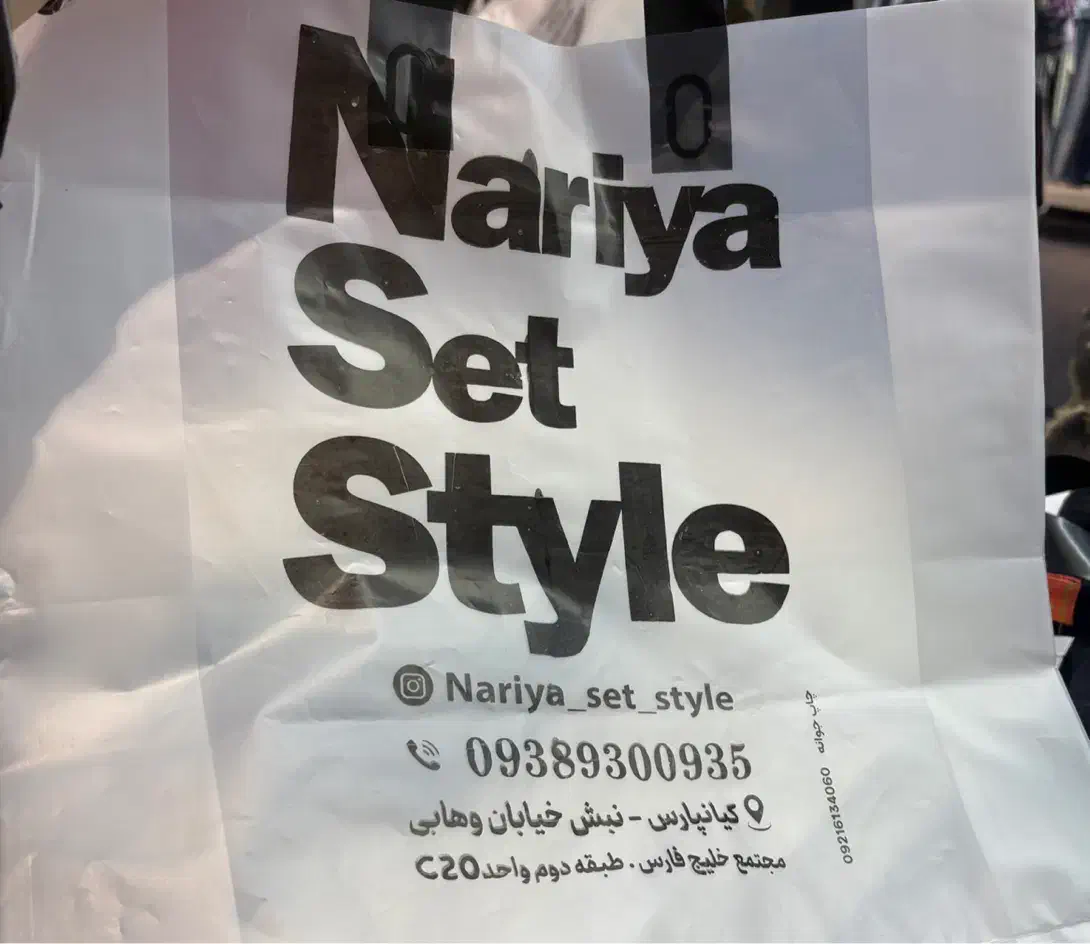 Nariya
Set
Style
Nariya_set_style
09389300935
کیانپارس - نبش خیابان وهابی
مجتمع خلیج فارس . طبقه دوم واحد C20
چاپ جوانه 09216134060